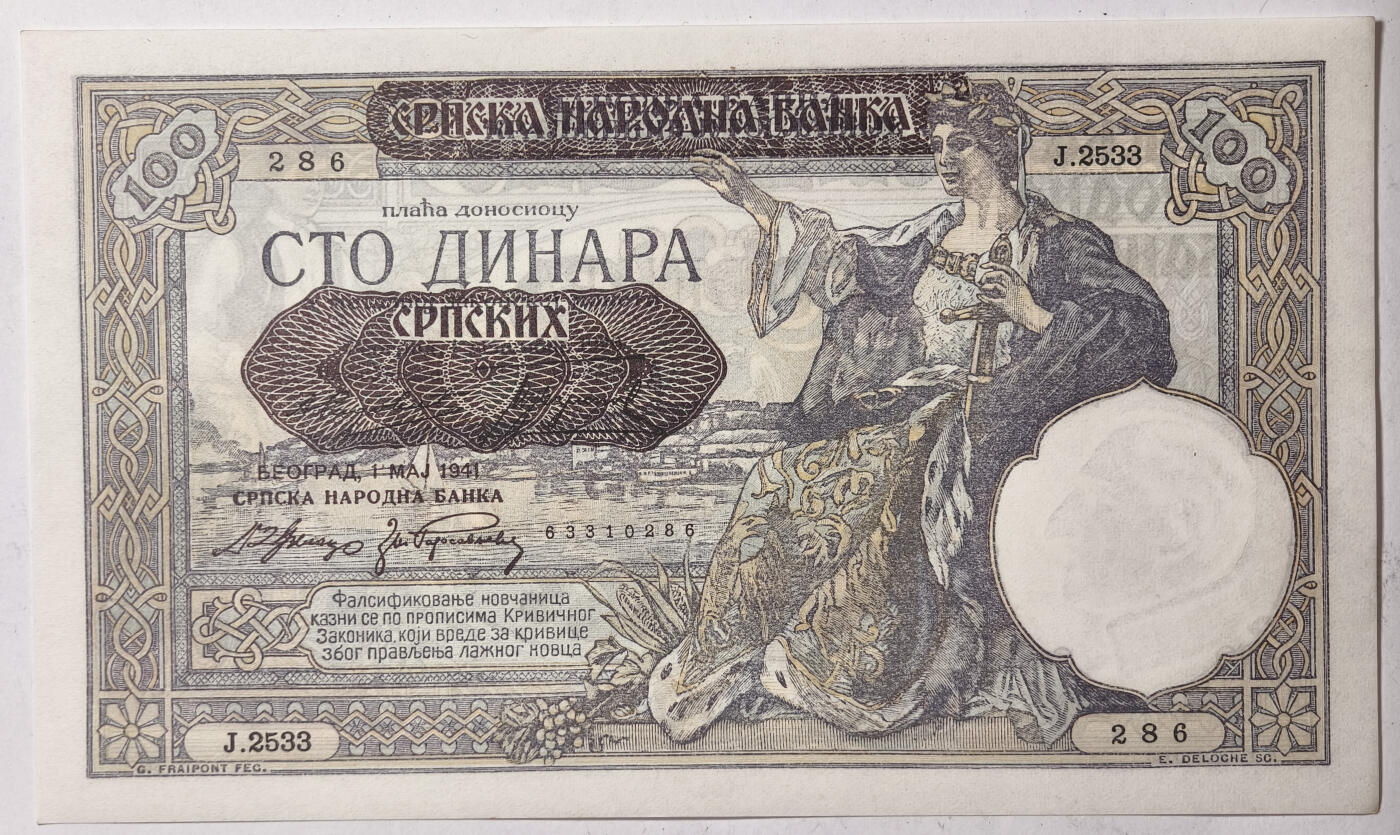 СРПСКА НАРОДНА БАНКА
9
100
100
286
J.2533
плаћа доносиоцу
СТО ДИНАРА
СРПСКИХ
БЕОГРАД, 1 МАЈ 1941
СРПСКА НАРОДНА БАНКА
63310286
Фалсификовање новчаница
казни се по прописима Кривичног
Законика, који вреде за кривице
због прављења лажног новца
J.2533
286
G. FRAIPONT FEC.
E. DELOCHE SC.